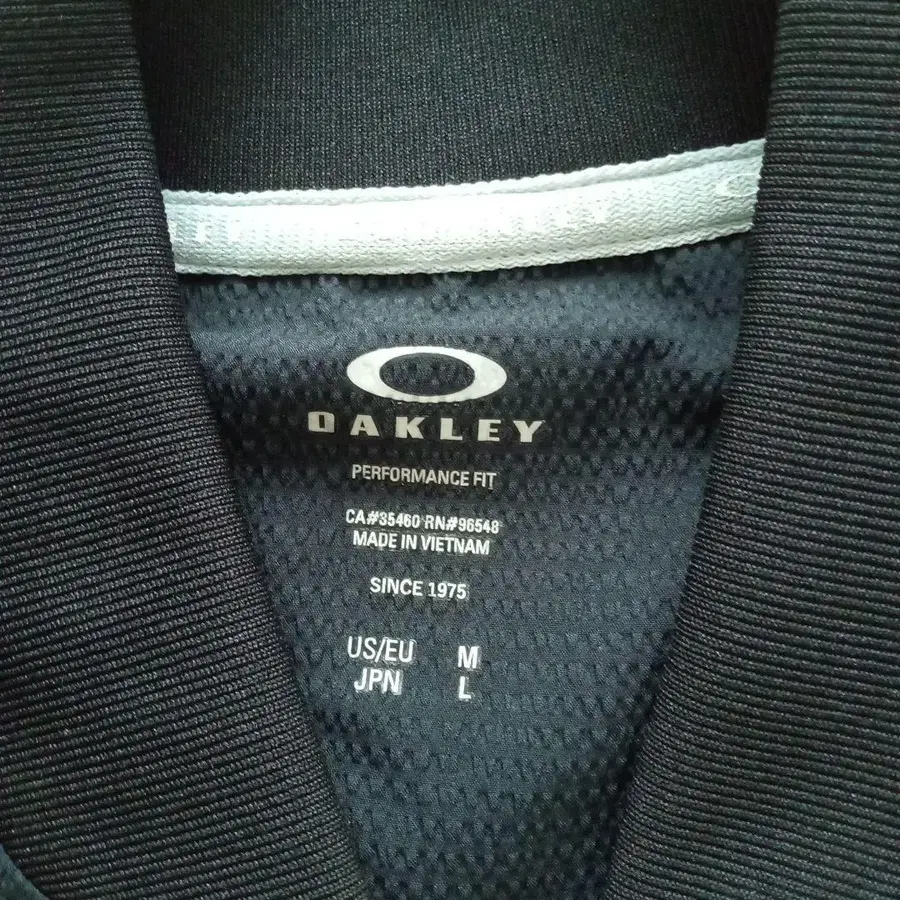 OAKLEY
PERFORMANCE FIT
CA#35460 RN#96548
MADE IN VIETNAM
SINCE 1975
US/EU M
JPN L